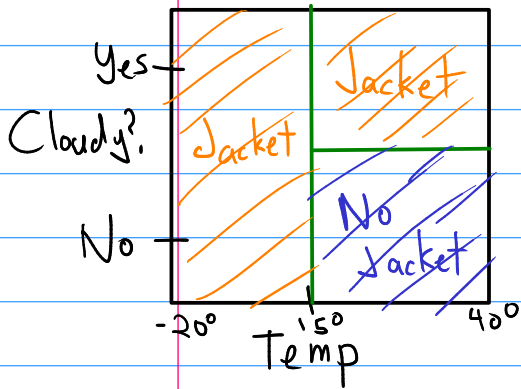 Yes
Jacket
Cloudy?
Jacket
No
No
Jacket
-20° 15° 40°
Temp